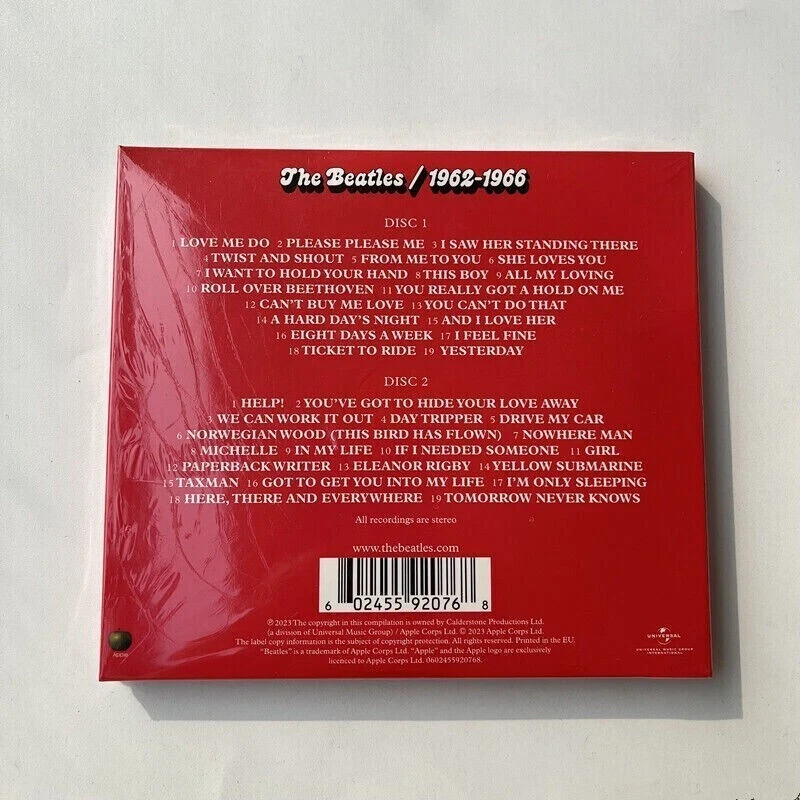 The Beatles / 1962-1966
DISC 1
1 LOVE ME DO 2 PLEASE PLEASE ME 3 I SAW HER STANDING THERE
4 TWIST AND SHOUT 5 FROM ME TO YOU 6 SHE LOVES YOU
7 I WANT TO HOLD YOUR HAND 8 THIS BOY 9 ALL MY LOVING
10 ROLL OVER BEETHOVEN 11 YOU REALLY GOT A HOLD ON ME
12 CAN'T BUY ME LOVE 13 YOU CAN'T DO THAT
14 A HARD DAY'S NIGHT 15 AND I LOVE HER
16 EIGHT DAYS A WEEK 17 I FEEL FINE
18 TICKET TO RIDE 19 YESTERDAY
DISC 2
1 HELP! 2 YOU'VE GOT TO HIDE YOUR LOVE AWAY
3 WE CAN WORK IT OUT 4 DAY TRIPPER 5 DRIVE MY CAR
6 NORWEGIAN WOOD (THIS BIRD HAS FLOWN) 7 NOWHERE MAN
8 MICHELLE 9 IN MY LIFE 10 IF I NEEDED SOMEONE 11 GIRL
12 PAPERBACK WRITER 13 ELEANOR RIGBY 14 YELLOW SUBMARINE
15 TAXMAN 16 GOT TO GET YOU INTO MY LIFE 17 I'M ONLY SLEEPING
18 HERE, THERE AND EVERYWHERE 19 TOMORROW NEVER KNOWS
All recordings are stereo
www.thebeatles.com
6 02455 92076 8
℗ 2023 The copyright in this compilation is owned by Calderstone Productions Ltd.
(a division of Universal Music Group) / Apple Corps Ltd. © 2023 Apple Corps Ltd.
The label copy information is the subject of copyright protection. All rights reserved. Printed in the EU.
"Beatles" is a trademark of Apple Corps Ltd. "Apple" and the Apple logo are exclusively
licenced to Apple Corps Ltd. 0602455920768.
Apple
UNIVERSAL
UNIVERSAL MUSIC GROUP
INTERNATIONAL